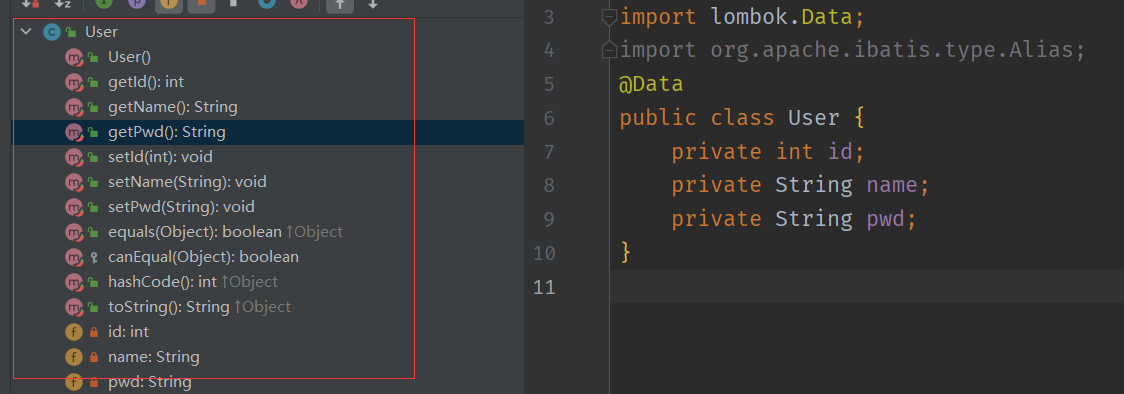 User
User()
getId(): int
getName(): String
getPwd(): String
setId(int): void
setName(String): void
setPwd(String): void
equals(Object): boolean ↑Object
canEqual(Object): boolean
hashCode(): int ↑Object
toString(): String ↑Object
id: int
name: String
pwd: String
3 import lombok.Data;
4 import org.apache.ibatis.type.Alias;
5 @Data
6 public class User {
7 private int id;
8 private String name;
9 private String pwd;
10 }
11